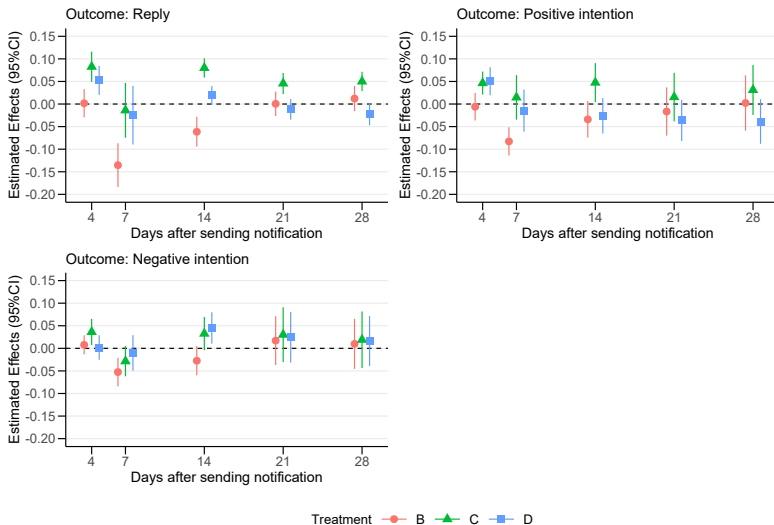 Outcome: Reply
Estimated Effects (95%CI)
0.15
0.10
0.05
0.00
-0.05
-0.10
-0.15
-0.20
4 7 14 21 28
Days after sending notification
Outcome: Positive intention
Estimated Effects (95%CI)
0.15
0.10
0.05
0.00
-0.05
-0.10
-0.15
-0.20
4 7 14 21 28
Days after sending notification
Outcome: Negative intention
Estimated Effects (95%CI)
0.15
0.10
0.05
0.00
-0.05
-0.10
-0.15
-0.20
4 7 14 21 28
Days after sending notification
Treatment B C D